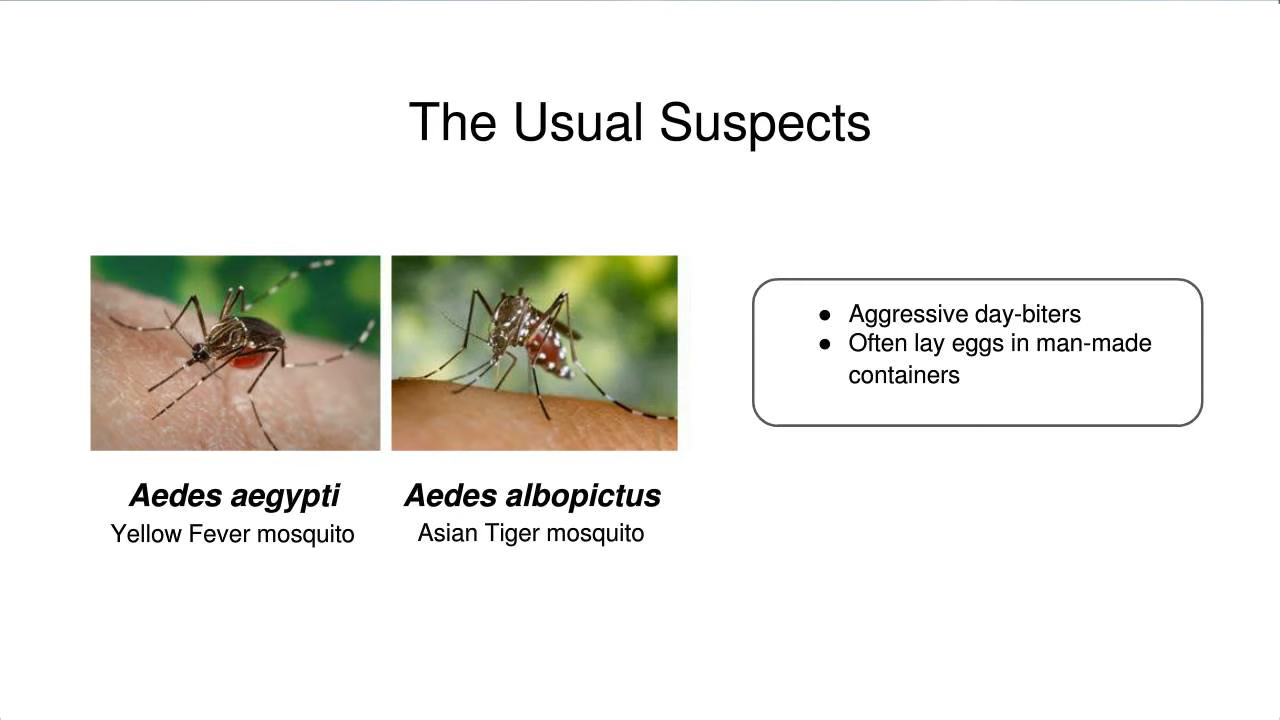 The Usual Suspects
● Aggressive day-biters
● Often lay eggs in man-made
containers
Aedes aegypti
Yellow Fever mosquito
Aedes albopictus
Asian Tiger mosquito